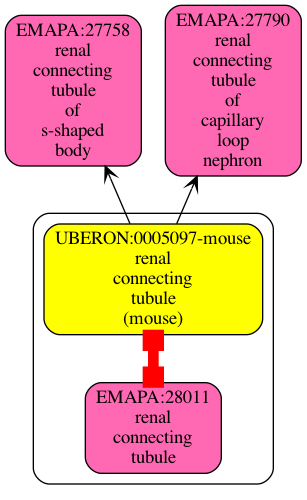 EMAPA:27758
renal
connecting
tubule
of
s-shaped
body
EMAPA:27790
renal
connecting
tubule
of
capillary
loop
nephron
UBERON:0005097-mouse
renal
connecting
tubule
(mouse)
EMAPA:28011
renal
connecting
tubule